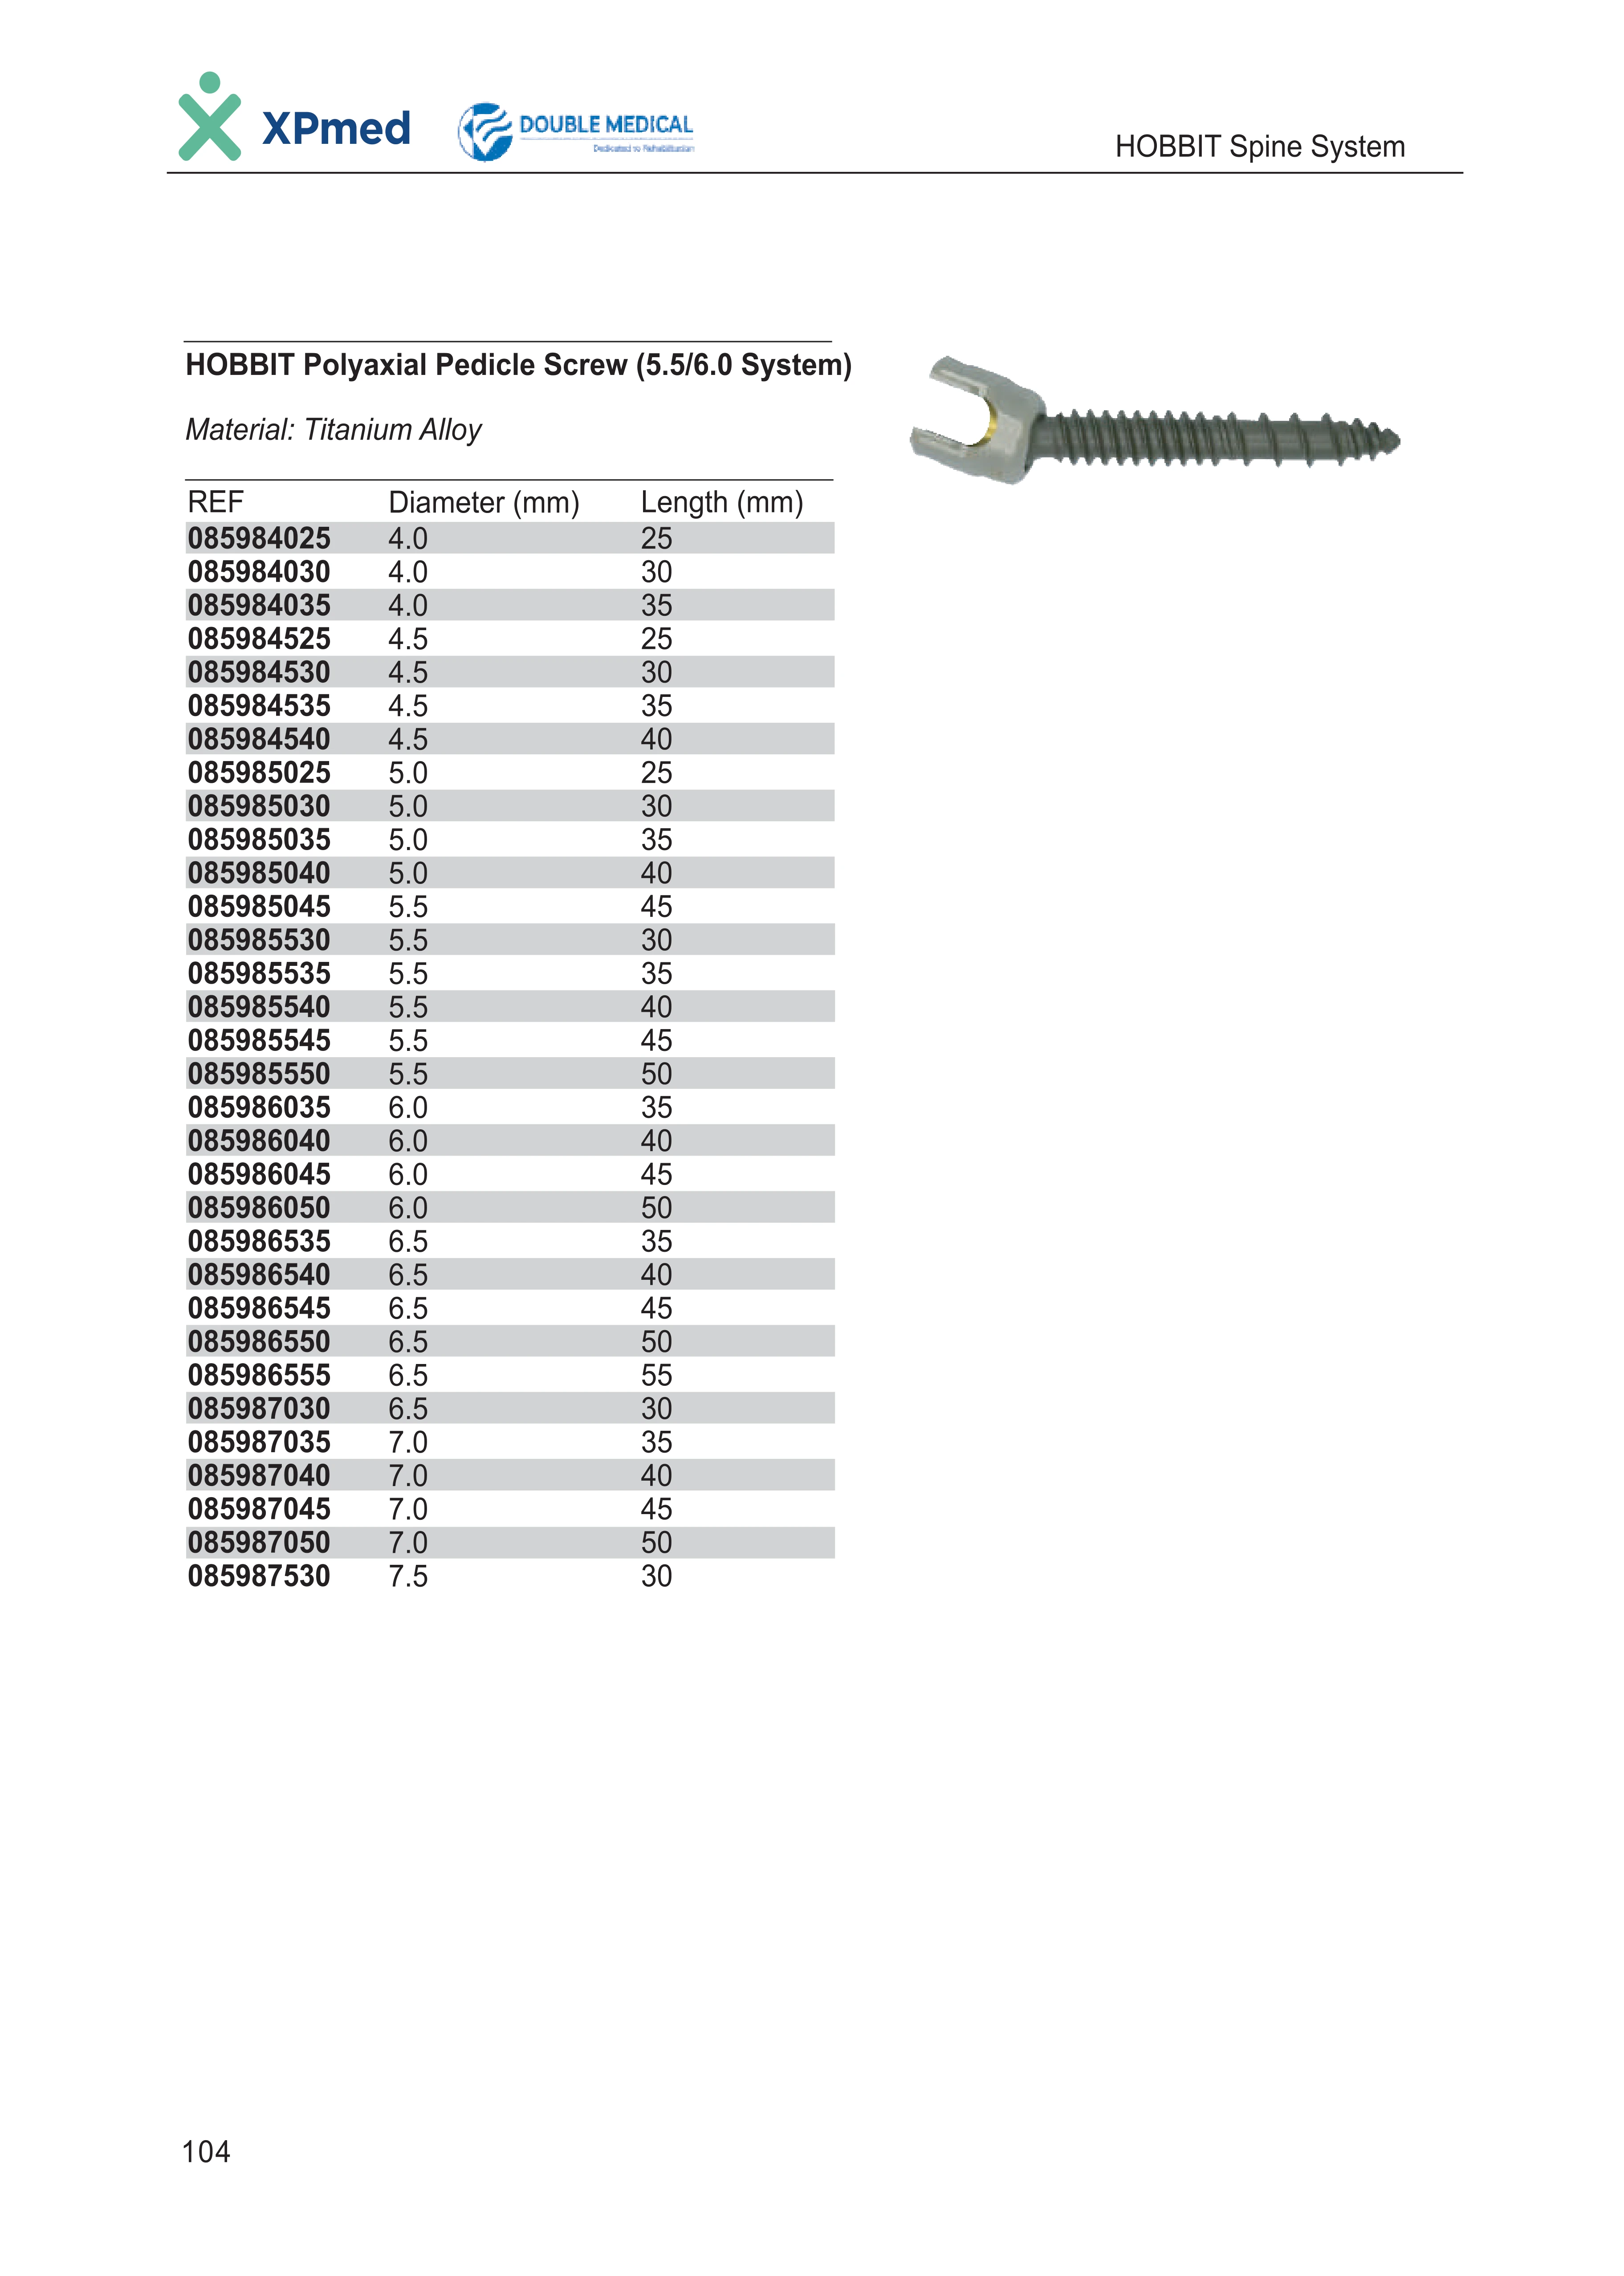 XPmed
DOUBLE MEDICAL
Dedicated to Rehabilitation
HOBBIT Spine System
HOBBIT Polyaxial Pedicle Screw (5.5/6.0 System)
Material: Titanium Alloy
REF Diameter (mm) Length (mm)
085984025 4.0 25
085984030 4.0 30
085984035 4.0 35
085984525 4.5 25
085984530 4.5 30
085984535 4.5 35
085984540 4.5 40
085985025 5.0 25
085985030 5.0 30
085985035 5.0 35
085985040 5.0 40
085985045 5.5 45
085985530 5.5 30
085985535 5.5 35
085985540 5.5 40
085985545 5.5 45
085985550 5.5 50
085986035 6.0 35
085986040 6.0 40
085986045 6.0 45
085986050 6.0 50
085986535 6.5 35
085986540 6.5 40
085986545 6.5 45
085986550 6.5 50
085986555 6.5 55
085987030 6.5 30
085987035 7.0 35
085987040 7.0 40
085987045 7.0 45
085987050 7.0 50
085987530 7.5 30
104